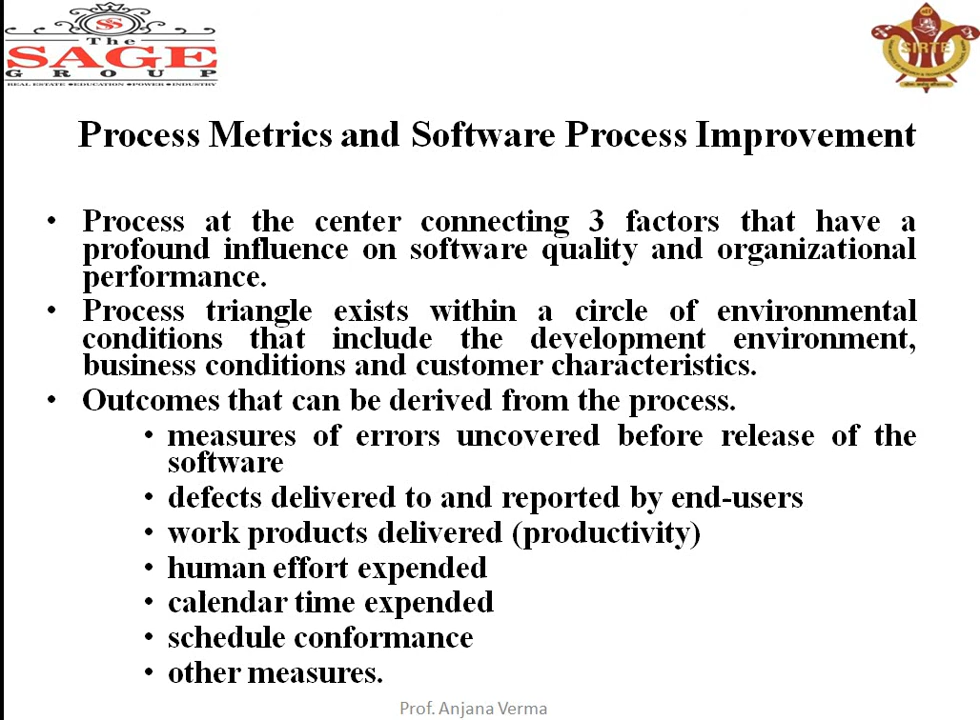 The
SAGE
GROUP
REAL ESTATE •EDUCATION •POWER •INDUSTRY
SIRTE
Process Metrics and Software Process Improvement
• Process at the center connecting 3 factors that have a
profound influence on software quality and organizational
performance.
• Process triangle exists within a circle of environmental
conditions that include the development environment,
business conditions and customer characteristics.
• Outcomes that can be derived from the process.
• measures of errors uncovered before release of the
software
• defects delivered to and reported by end-users
• work products delivered (productivity)
• human effort expended
• calendar time expended
• schedule conformance
• other measures.
Prof. Anjana Verma